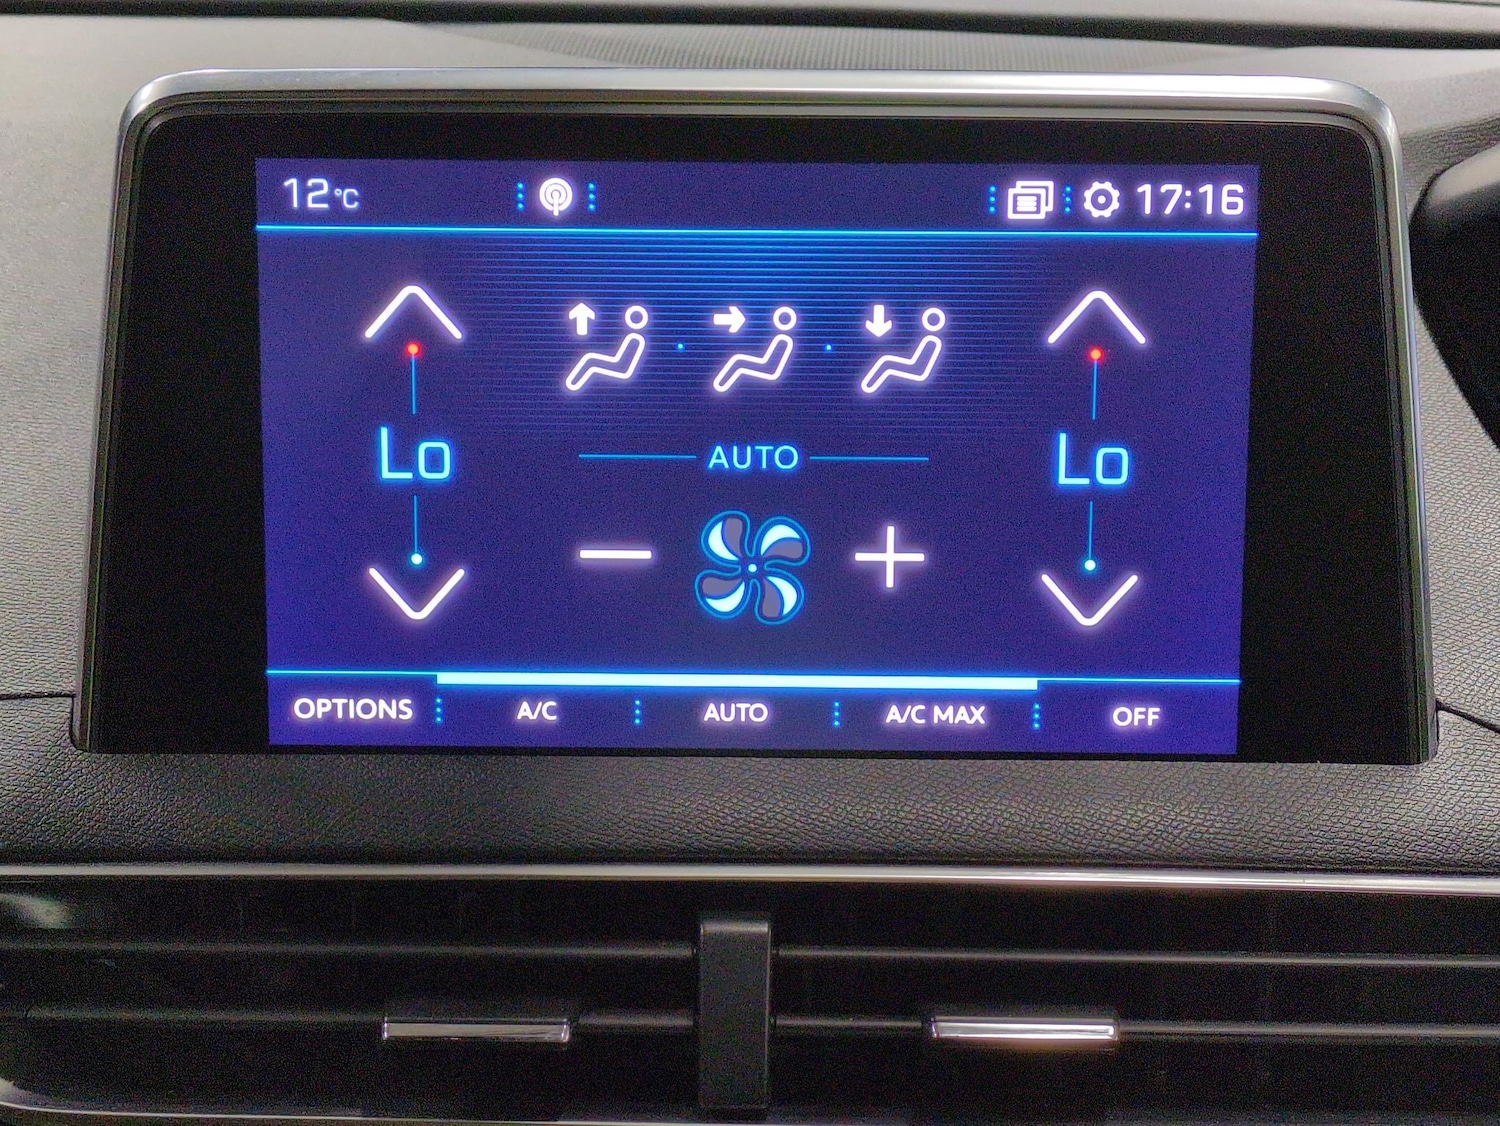 12°C 17:16
Lo Lo
AUTO
OPTIONS A/C AUTO A/C MAX OFF